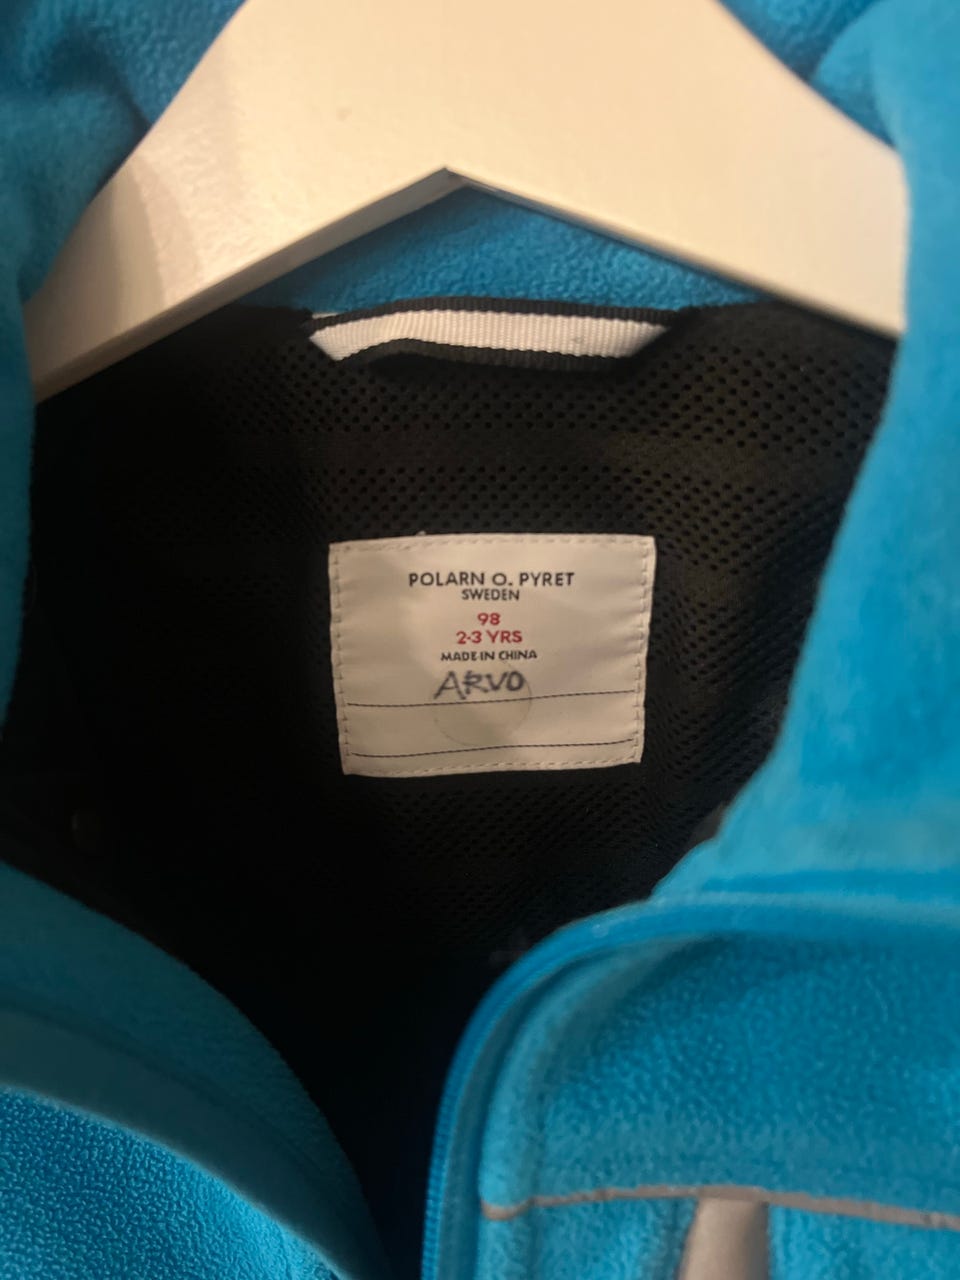 POLARN O. PYRET
SWEDEN
98
2-3 YRS
MADE IN CHINA
ARVO